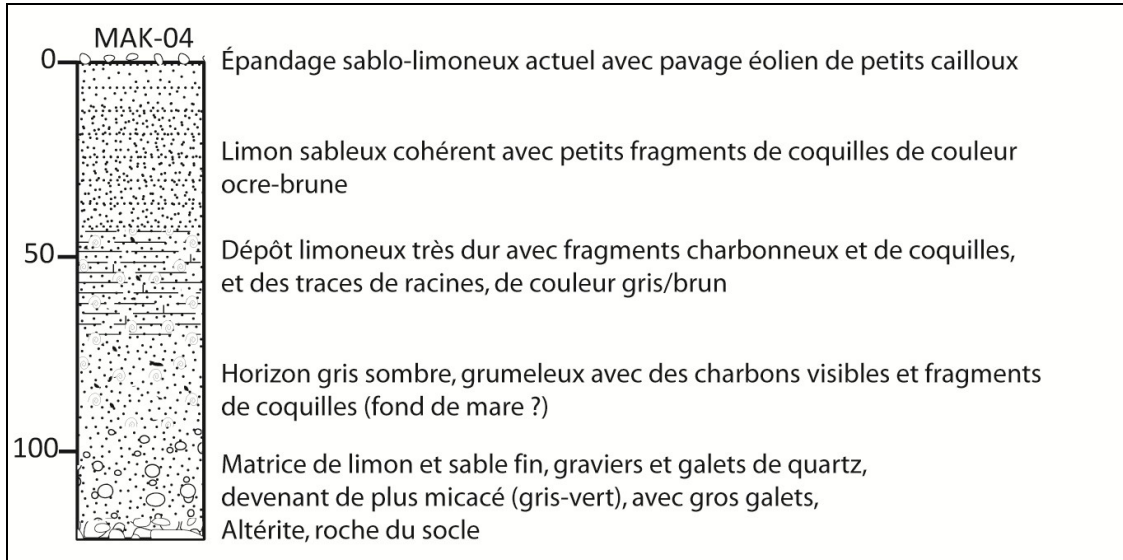 MAK-04
0
Épandage sablo-limoneux actuel avec pavage éolien de petits cailloux
Limon sableux cohérent avec petits fragments de coquilles de couleur
ocre-brune
50
Dépôt limoneux très dur avec fragments charbonneux et de coquilles,
et des traces de racines, de couleur gris/brun
Horizon gris sombre, grumeleux avec des charbons visibles et fragments
de coquilles (fond de mare ?)
100
Matrice de limon et sable fin, graviers et galets de quartz,
devenant de plus micacé (gris-vert), avec gros galets,
Altérite, roche du socle